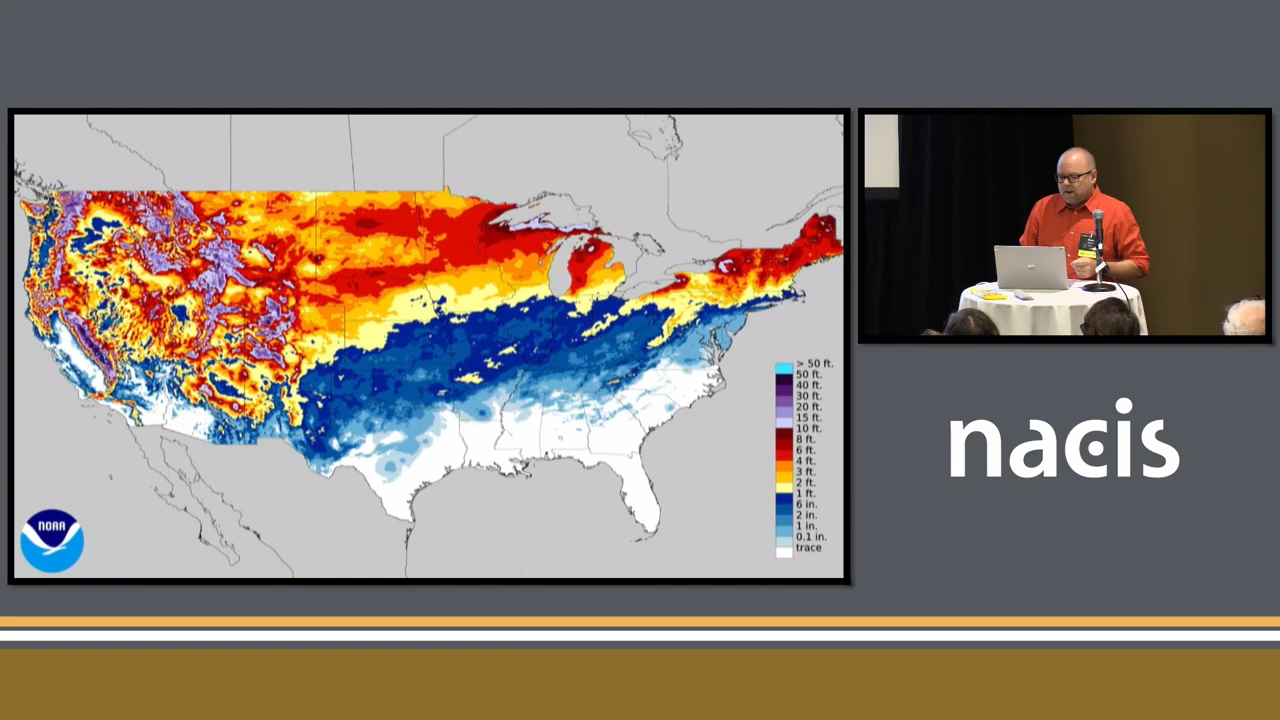 > 50 ft.
50 ft.
40 ft.
30 ft.
20 ft.
15 ft.
10 ft.
8 ft.
6 ft.
4 ft.
3 ft.
2 ft.
1 ft.
6 in.
2 in.
1 in.
0.1 in.
trace
NOAA
nacis